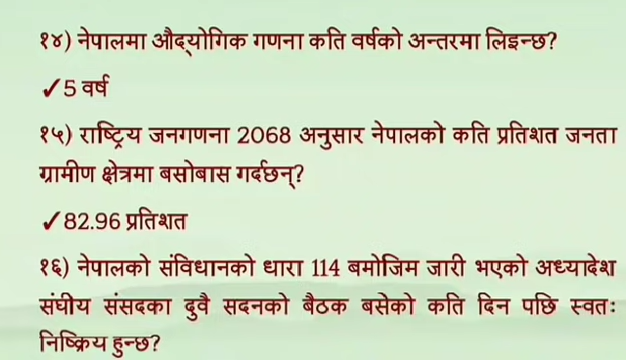 १४) नेपालमा औद्योगिक गणना कति वर्षको अन्तरमा लिइन्छ?
✓5 वर्ष
१५) राष्ट्रिय जनगणना 2068 अनुसार नेपालको कति प्रतिशत जनता
ग्रामीण क्षेत्रमा बसोबास गर्दछन्?
✓82.96 प्रतिशत
१६) नेपालको संविधानको धारा 114 बमोजिम जारी भएको अध्यादेश
संघीय संसदका दुवै सदनको बैठक बसेको कति दिन पछि स्वतः
निष्क्रिय हुन्छ?